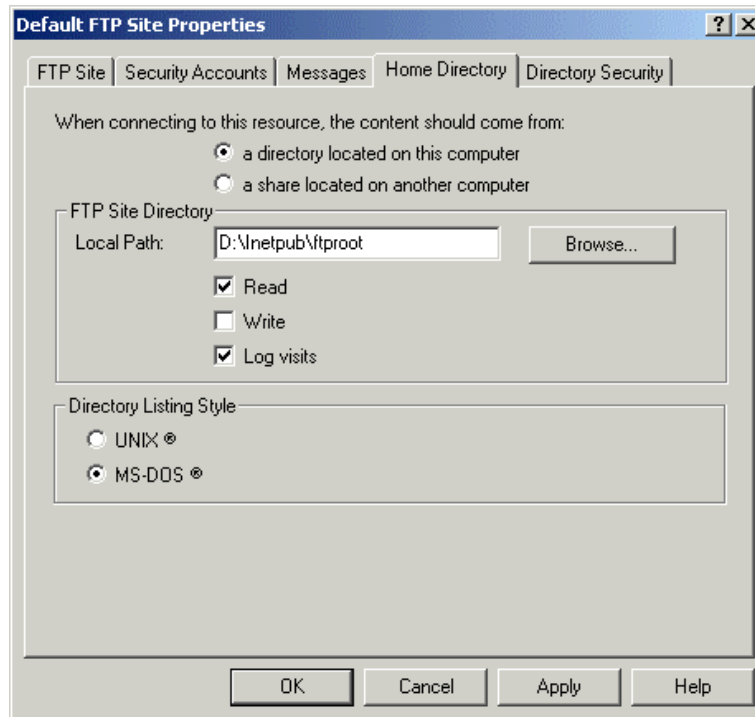 Default FTP Site Properties
FTP Site Security Accounts Messages Home Directory Directory Security
When connecting to this resource, the content should come from:
a directory located on this computer
a share located on another computer
FTP Site Directory
Local Path: D:\Inetpub\ftproot Browse...
Read
Write
Log visits
Directory Listing Style
UNIX ®
MS-DOS ®
OK Cancel Apply Help